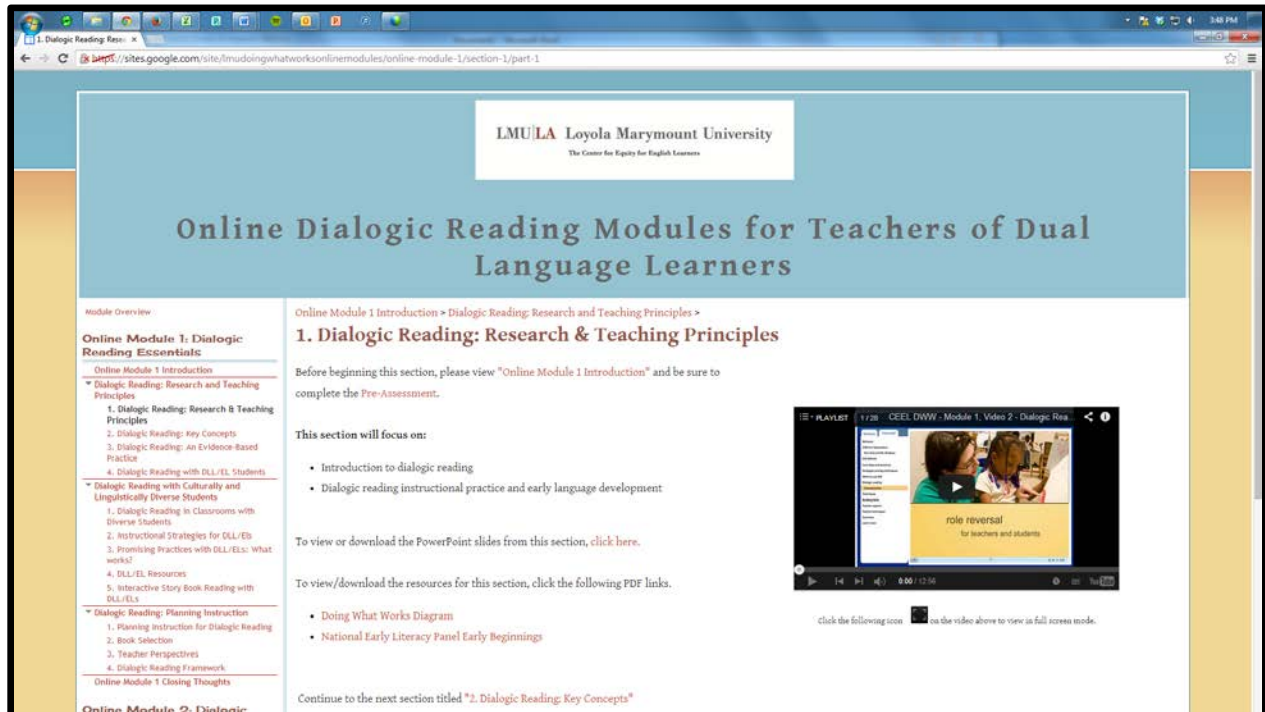 3:48 PM
1. Dialogic Reading: Rese
https://sites.google.com/site/lmudoingwhatworksonlinemodules/online-module-1/section-1/part-1
LMU LA Loyola Marymount University
The Center for Equity for English Learners
Online Dialogic Reading Modules for Teachers of Dual
Language Learners
Module Overview
Online Module 1: Dialogic
Reading Essentials
Online Module 1 Introduction
Dialogic Reading: Research and Teaching
Principles
1. Dialogic Reading: Research & Teaching
Principles
2. Dialogic Reading: Key Concepts
3. Dialogic Reading: An Evidence-Based
Practice
4. Dialogic Reading with DLL/EL Students
Dialogic Reading with Culturally and
Linguistically Diverse Students
1. Dialogic Reading in Classrooms with
Diverse Students
2. Instructional Strategies for DLL/Els
3. Promising Practices with DLL/ELs: What
works?
4. DLL/EL Resources
5. Interactive Story Book Reading with
DLL/ELs
Dialogic Reading: Planning Instruction
1. Planning Instruction for Dialogic Reading
2. Book Selection
3. Teacher Perspectives
4. Dialogic Reading Framework
Online Module 1 Closing Thoughts
Online Module 2: Dialogic
Online Module 1 Introduction > Dialogic Reading: Research and Teaching Principles >
1. Dialogic Reading: Research & Teaching Principles
Before beginning this section, please view "Online Module 1 Introduction" and be sure to
complete the Pre-Assessment.
This section will focus on:
• Introduction to dialogic reading
• Dialogic reading instructional practice and early language development
To view or download the PowerPoint slides from this section, click here.
To view/download the resources for this section, click the following PDF links.
• Doing What Works Diagram
• National Early Literacy Panel Early Beginnings
Continue to the next section titled "2. Dialogic Reading: Key Concepts"
PLAYLIST 1 / 28 CEEL DWW - Module 1, Video 2 - Dialogic Rea...
role reversal
for teachers and students
0:00 / 12:56
YouTube
Click the following icon on the video above to view in full screen mode.